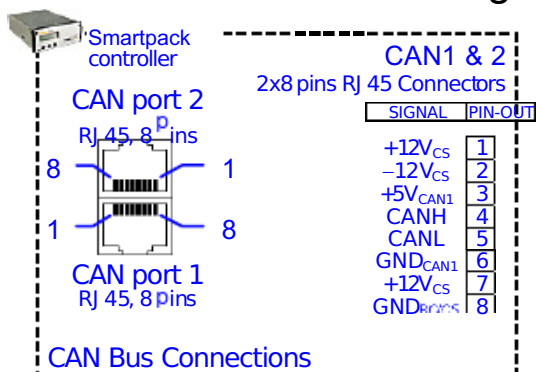 Smartpack
controller
CAN1 & 2
2x8 pins RJ 45 Connectors
CAN port 2
RJ 45, 8 pins
SIGNAL PIN-OUT
8 1
1 8
+12VCS 1
−12VCS 2
+5VCAN1 3
CANH 4
CANL 5
GNDCAN1 6
+12VCS 7
GND 8
CAN port 1
RJ 45, 8 pins
CAN Bus Connections